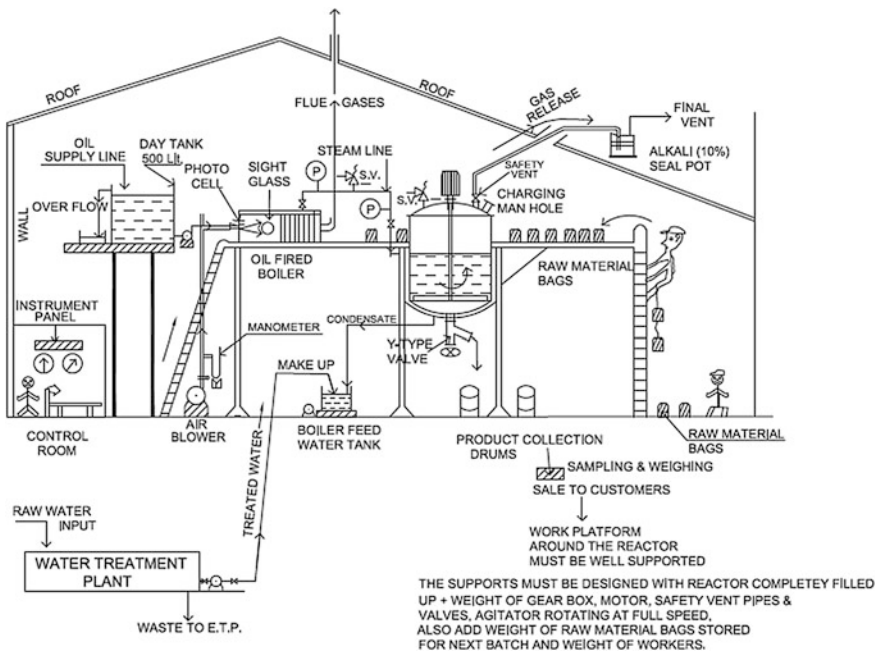 ROOF
ROOF
FLUE GASES
GAS RELEASE
FINAL VENT
ALKALI (10%)
SEAL POT
OIL
SUPPLY LINE
DAY TANK
500 Lit.
PHOTO CELL
SIGHT GLASS
STEAM LINE
P
S.V.
P
S.V.
SAFETY VENT
CHARGING
MAN HOLE
OVER FLOW
WALL
OIL FIRED
BOILER
RAW MATERIAL
BAGS
INSTRUMENT
PANEL
MANOMETER
CONDENSATE
Y-TYPE
VALVE
MAKE UP
CONTROL
ROOM
AIR
BLOWER
BOILER FEED
WATER TANK
PRODUCT COLLECTION
DRUMS
RAW MATERIAL
BAGS
SAMPLING & WEIGHING
SALE TO CUSTOMERS
TREATED WATER
RAW WATER
INPUT
WATER TREATMENT
PLANT
WASTE TO E.T.P.
WORK PLATFORM
AROUND THE REACTOR
MUST BE WELL SUPPORTED
THE SUPPORTS MUST BE DESIGNED WITH REACTOR COMPLETEY FILLED
UP + WEIGHT OF GEAR BOX, MOTOR, SAFETY VENT PIPES &
VALVES, AGITATOR ROTATING AT FULL SPEED,
ALSO ADD WEIGHT OF RAW MATERIAL BAGS STORED
FOR NEXT BATCH AND WEIGHT OF WORKERS.